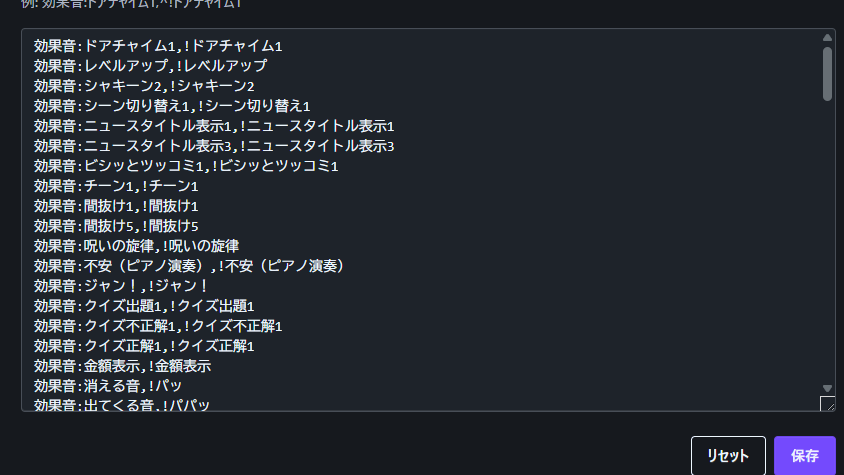 例: 効果音:ドアチャイム1,^!ドアチャイム1
効果音:ドアチャイム1,!ドアチャイム1
効果音:レベルアップ,!レベルアップ
効果音:シャキーン2,!シャキーン2
効果音:シーン切り替え1,!シーン切り替え1
効果音:ニュースタイトル表示1,!ニュースタイトル表示1
効果音:ニュースタイトル表示3,!ニュースタイトル表示3
効果音:ビシッとツッコミ1,!ビシッとツッコミ1
効果音:チーン1,!チーン1
効果音:間抜け1,!間抜け1
効果音:間抜け5,!間抜け5
効果音:呪いの旋律,!呪いの旋律
効果音:不安（ピアノ演奏）,!不安（ピアノ演奏）
効果音:ジャン！,!ジャン！
効果音:クイズ出題1,!クイズ出題1
効果音:クイズ不正解1,!クイズ不正解1
効果音:クイズ正解1,!クイズ正解1
効果音:金額表示,!金額表示
効果音:消える音,!パッ
効果音:出てくる音,!パパッ
リセット 保存